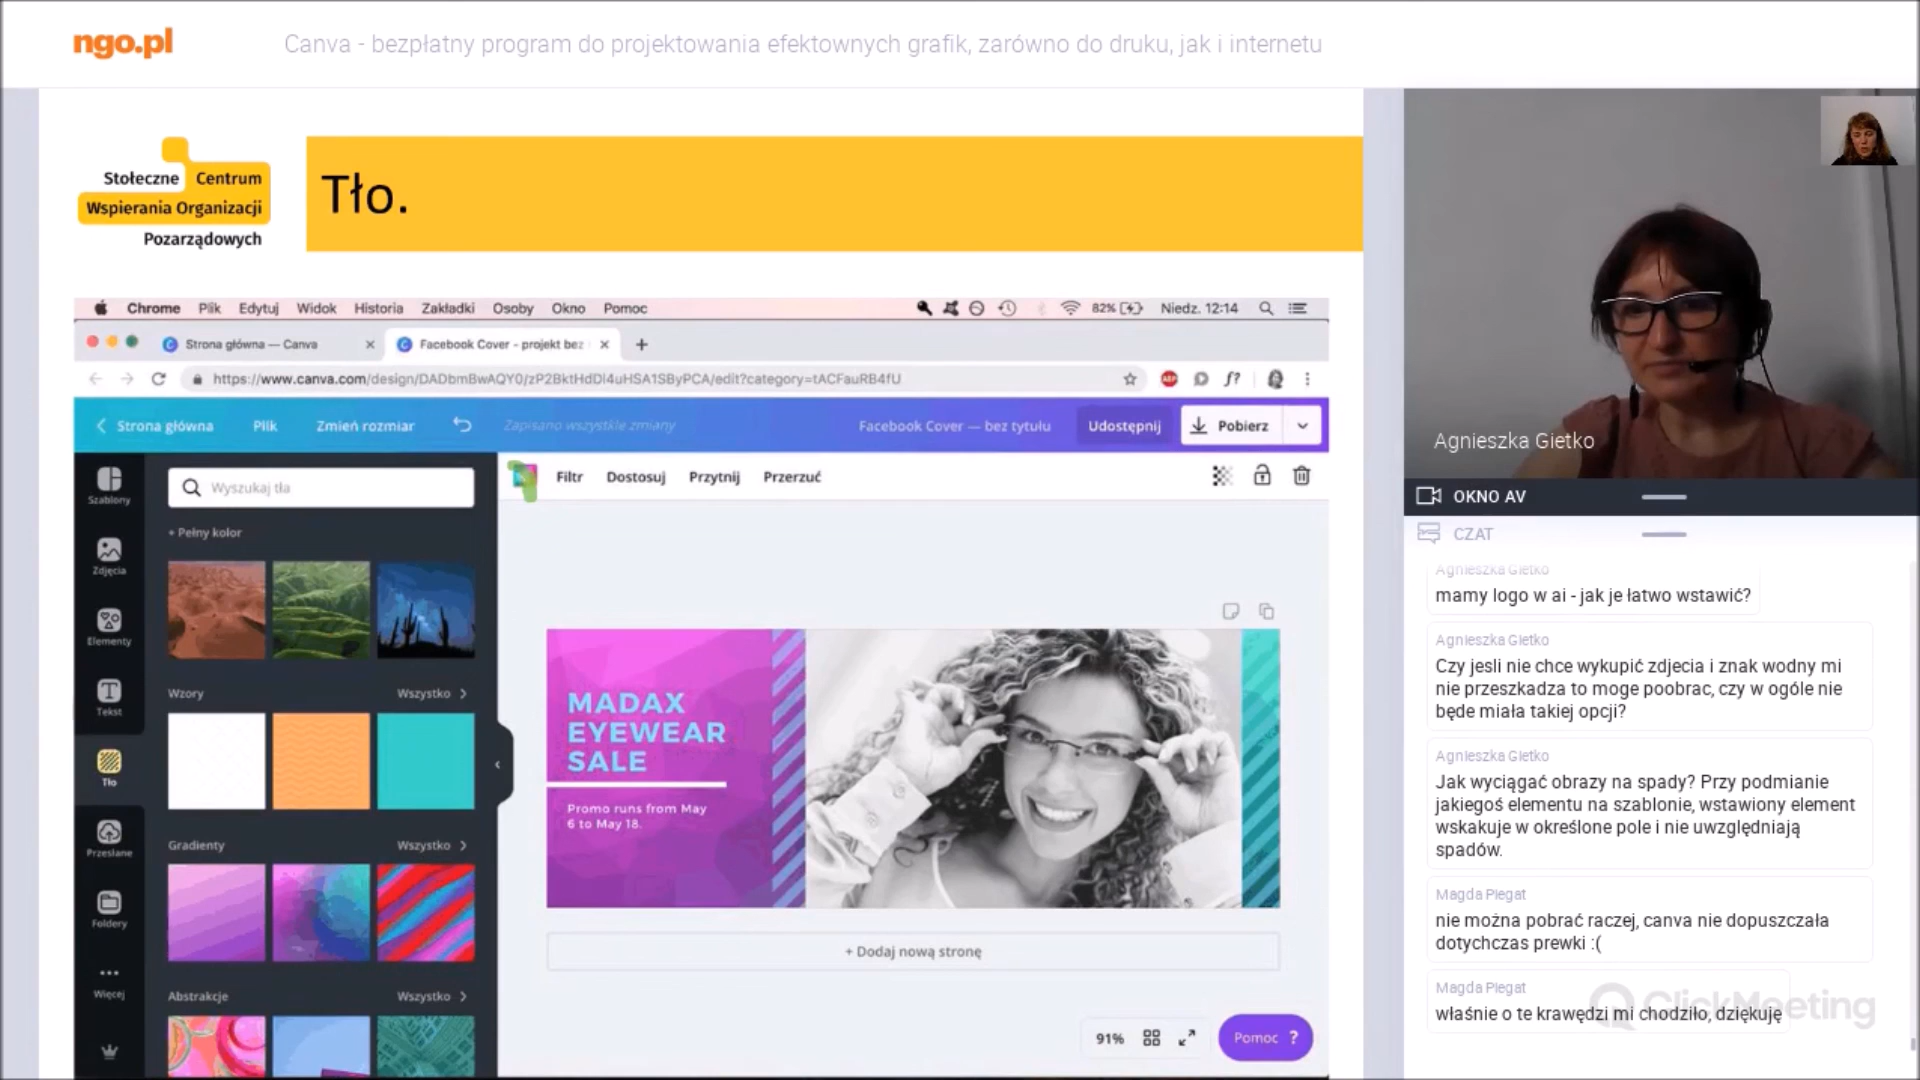 ngo.pl
Canva - bezpłatny program do projektowania efektownych grafik, zarówno do druku, jak i internetu
Stołeczne Centrum
Wspierania Organizacji
Pozarządowych
Tło.
Chrome Plik Edytuj Widok Historia Zakładki Osoby Okno Pomoc
82% Niedz. 12:14
Strona główna — Canva
Facebook Cover - projekt bez
https://www.canva.com/design/DADbmBwAQY0/zP2BktHdDl4uHSA1SByPCA/edit?category=tACFauRB4fU
ABP
f?
Strona główna Plik Zmień rozmiar Zapisano wszystkie zmiany Facebook Cover — bez tytułu Udostępnij Pobierz
Filtr Dostosuj Przytnij Przerzuć
Szablony
Zdjęcia
Elementy
Tekst
Tło
Przesłane
Foldery
Więcej
Wyszukaj tła
+ Pełny kolor
Wzory Wszystko
Gradienty Wszystko
Abstrakcje Wszystko
MADAX
EYEWEAR
SALE
Promo runs from May
6 to May 18.
+ Dodaj nową stronę
91%
Pomoc ?
Agnieszka Gietko
OKNO AV
CZAT
Agnieszka Gietko
mamy logo w ai - jak je łatwo wstawić?
Agnieszka Gietko
Czy jesli nie chce wykupić zdjecia i znak wodny mi
nie przeszkadza to moge poobrac, czy w ogóle nie
będe miała takiej opcji?
Agnieszka Gietko
Jak wyciągać obrazy na spady? Przy podmianie
jakiegoś elementu na szablonie, wstawiony element
wskakuje w określone pole i nie uwzględniają
spadów.
Magda Piegat
nie można pobrać raczej, canva nie dopuszczała
dotychczas prewki :(
Magda Piegat
właśnie o te krawędzi mi chodziło, dziękuję
ClickMeeting